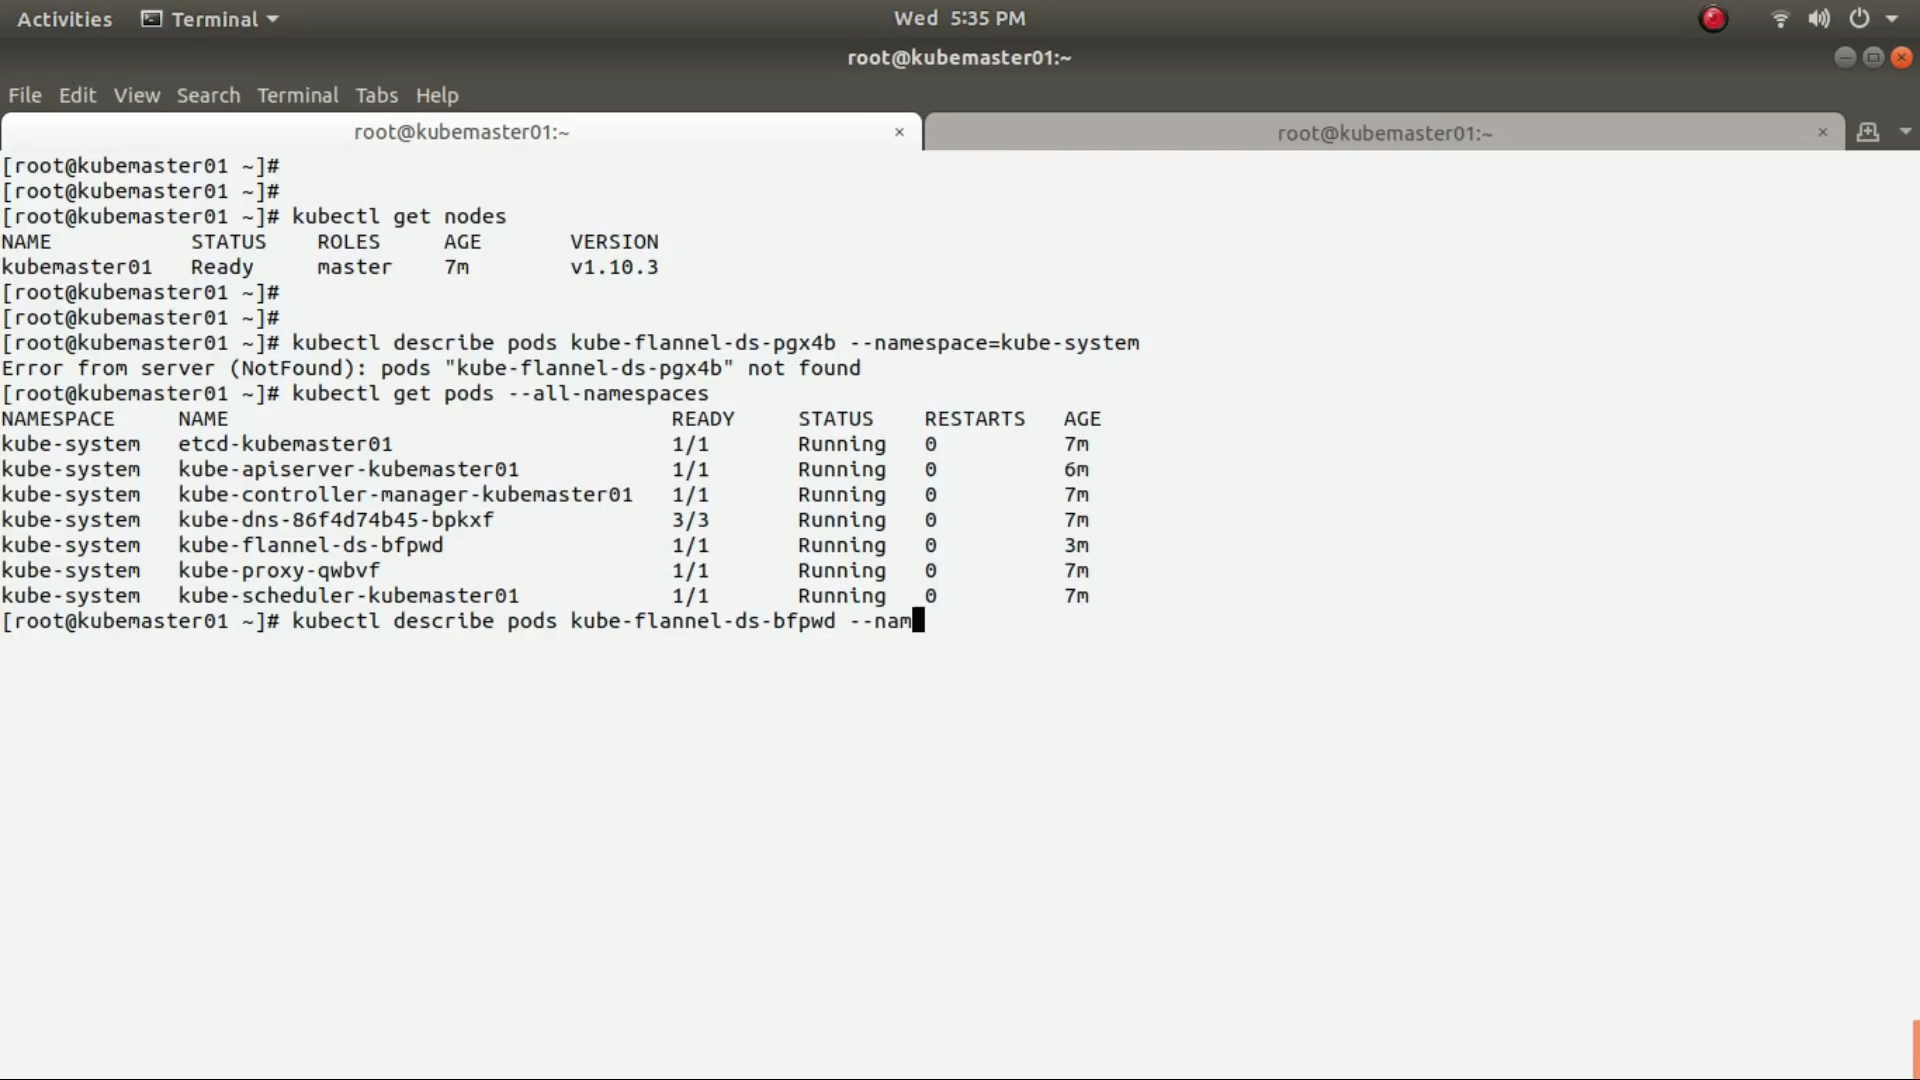 Activities Terminal Wed 5:35 PM
root@kubemaster01:~
File Edit View Search Terminal Tabs Help
root@kubemaster01:~ × root@kubemaster01:~ ×
[root@kubemaster01 ~]#
[root@kubemaster01 ~]#
[root@kubemaster01 ~]# kubectl get nodes
NAME STATUS ROLES AGE VERSION
kubemaster01 Ready master 7m v1.10.3
[root@kubemaster01 ~]#
[root@kubemaster01 ~]#
[root@kubemaster01 ~]# kubectl describe pods kube-flannel-ds-pgx4b --namespace=kube-system
Error from server (NotFound): pods "kube-flannel-ds-pgx4b" not found
[root@kubemaster01 ~]# kubectl get pods --all-namespaces
NAMESPACE NAME READY STATUS RESTARTS AGE
kube-system etcd-kubemaster01 1/1 Running 0 7m
kube-system kube-apiserver-kubemaster01 1/1 Running 0 6m
kube-system kube-controller-manager-kubemaster01 1/1 Running 0 7m
kube-system kube-dns-86f4d74b45-bpkxf 3/3 Running 0 7m
kube-system kube-flannel-ds-bfpwd 1/1 Running 0 3m
kube-system kube-proxy-qwbvf 1/1 Running 0 7m
kube-system kube-scheduler-kubemaster01 1/1 Running 0 7m
[root@kubemaster01 ~]# kubectl describe pods kube-flannel-ds-bfpwd --nam